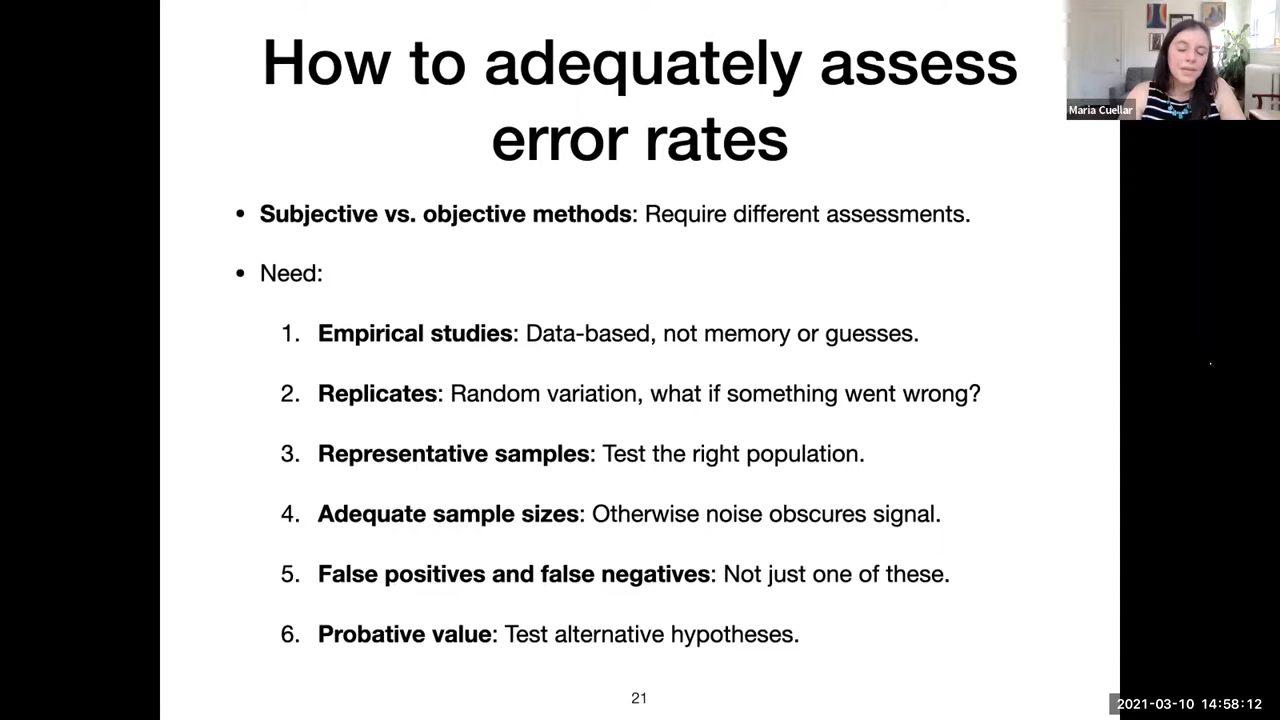 How to adequately assess
error rates
• Subjective vs. objective methods: Require different assessments.
• Need:
1. Empirical studies: Data-based, not memory or guesses.
2. Replicates: Random variation, what if something went wrong?
3. Representative samples: Test the right population.
4. Adequate sample sizes: Otherwise noise obscures signal.
5. False positives and false negatives: Not just one of these.
6. Probative value: Test alternative hypotheses.
21
Maria Cuellar
2021-03-10 14:58:12